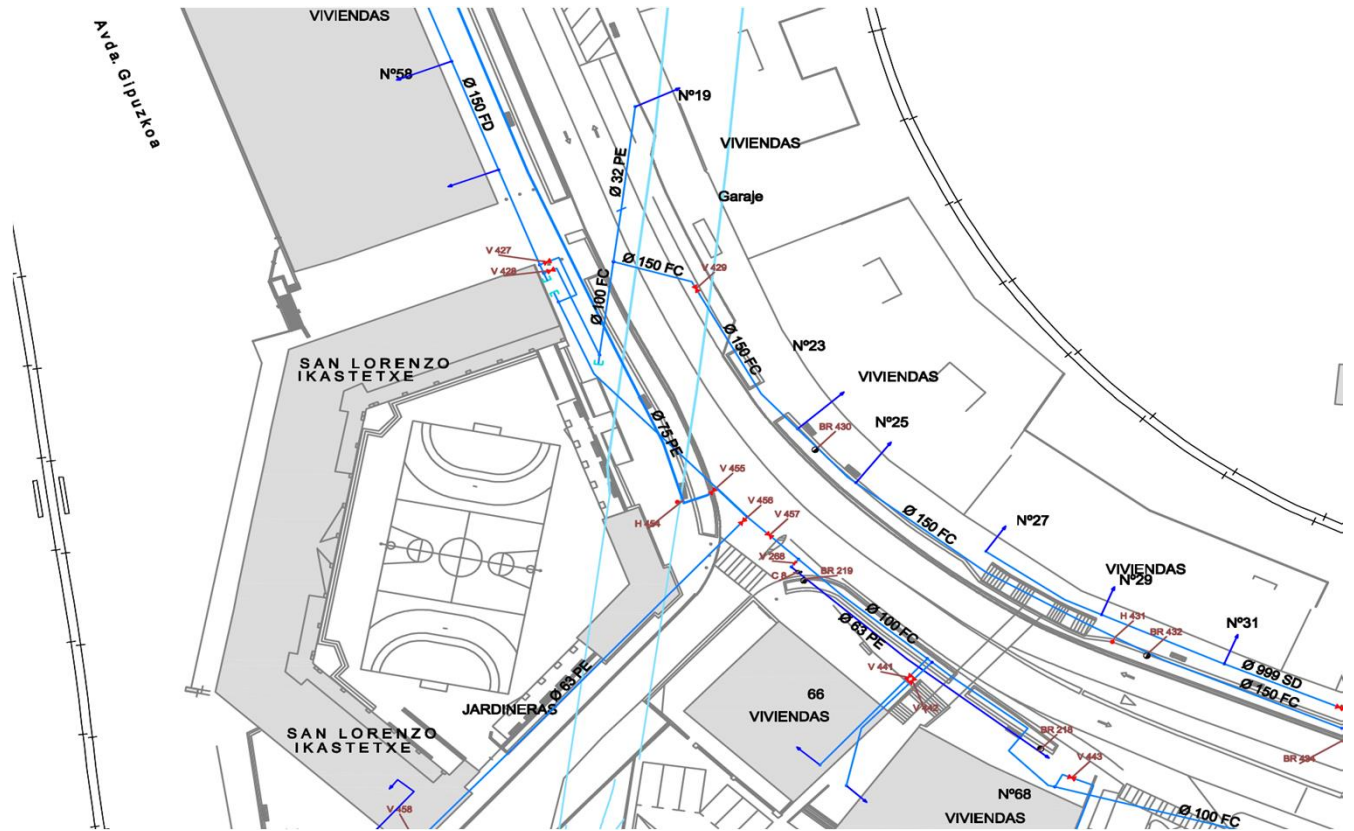 VIVIENDAS
Avda. Gipuzkoa
Nº58
Ø 150 FD
Nº19
VIVIENDAS
Ø 32 PE
Garaje
V 427
V 428
Ø 150 FC
V 429
Ø 100 FC
Ø 150 FC
Nº23
SAN LORENZO
IKASTETXE
VIVIENDAS
Nº25
Ø 75 PE
BR 430
V 455
V 456
H 454
V 457
Ø 150 FC
Nº27
V 268
C 6
BR 219
VIVIENDAS
Nº29
H 431
BR 432
Nº31
Ø 100 FC
Ø 63 PE
Ø 63 PE
V 441
V 442
Ø 999 SD
Ø 150 FC
66
VIVIENDAS
JARDINERAS
SAN LORENZO
IKASTETXE
BR 218
V 443
BR 434
Nº68
VIVIENDAS
Ø 100 FC
V 458